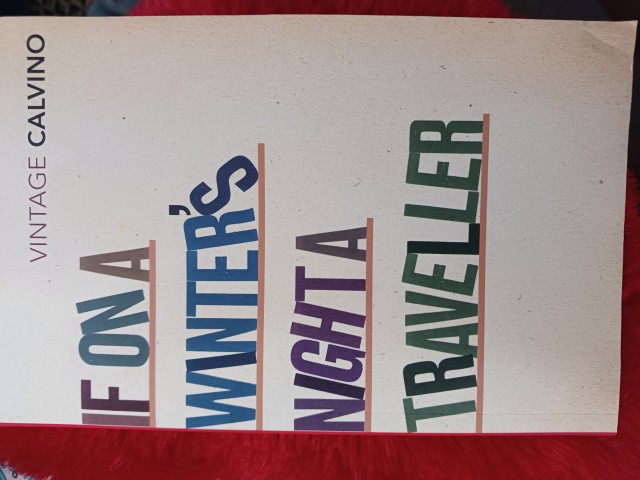 VINTAGE CALVINO
IF ON A
WINTER'S
NIGHT A
TRAVELLER